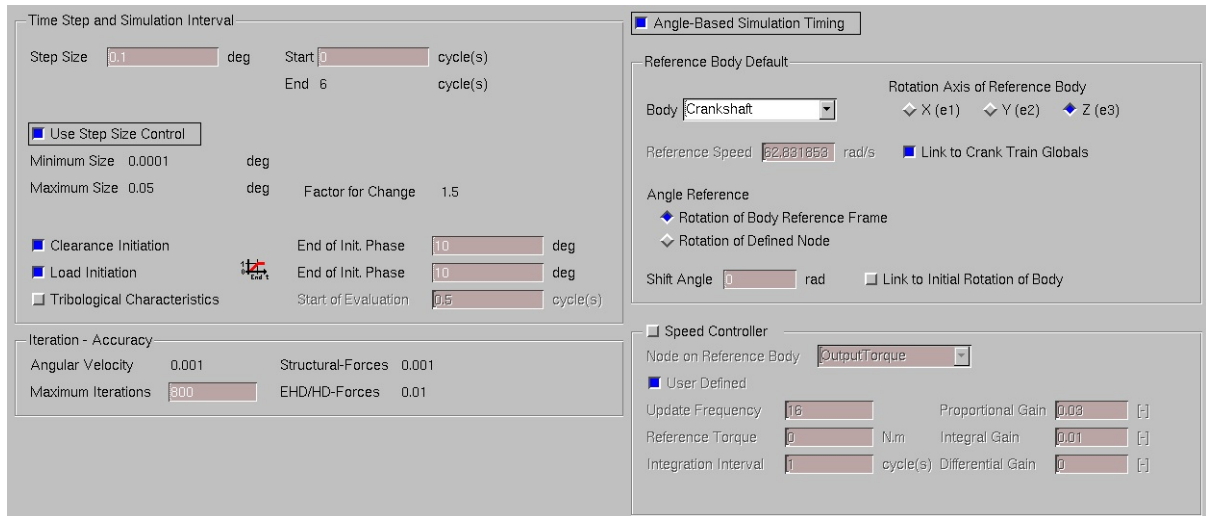 Time Step and Simulation Interval
Step Size 0.1 deg Start 0 cycle(s)
End 6 cycle(s)
Use Step Size Control
Minimum Size 0.0001 deg
Maximum Size 0.05 deg Factor for Change 1.5
Clearance Initiation End of Init. Phase 10 deg
Load Initiation End of Init. Phase 10 deg
Tribological Characteristics Start of Evaluation 0.5 cycle(s)
Iteration - Accuracy
Angular Velocity 0.001 Structural-Forces 0.001
Maximum Iterations 800 EHD/HD-Forces 0.01
Angle-Based Simulation Timing
Reference Body Default
Rotation Axis of Reference Body
Body Crankshaft X (e1) Y (e2) Z (e3)
Reference Speed 62.831853 rad/s Link to Crank Train Globals
Angle Reference
Rotation of Body Reference Frame
Rotation of Defined Node
Shift Angle 0 rad Link to Initial Rotation of Body
Speed Controller
Node on Reference Body OutputTorque
User Defined
Update Frequency 16 Proportional Gain 0.03 [-]
Reference Torque 0 N.m Integral Gain 0.01 [-]
Integration Interval 1 cycle(s) Differential Gain 0 [-]